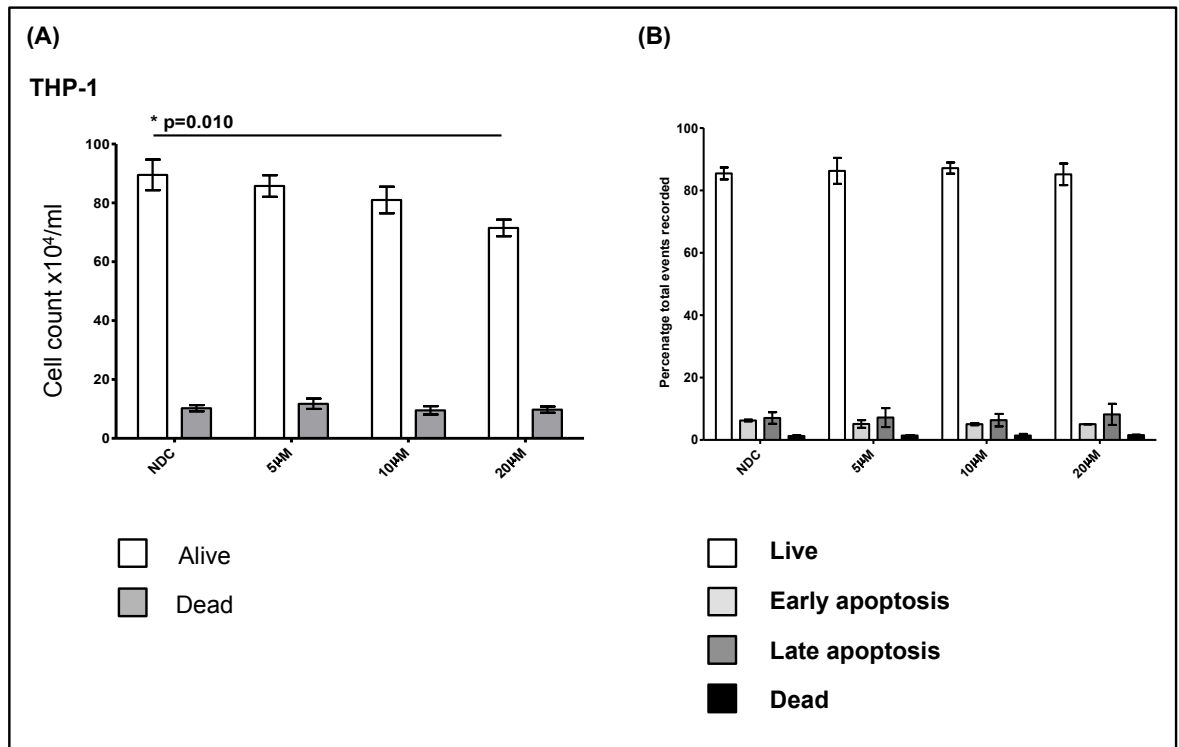 (A)
THP-1
* p=0.010
Cell count x10⁴/ml
100
80
60
40
20
0
NDC
5µM
10µM
20µM
Alive
Dead
(B)
Percenatge total events recorded
100
80
60
40
20
0
NDC
5µM
10µM
20µM
Live
Early apoptosis
Late apoptosis
Dead